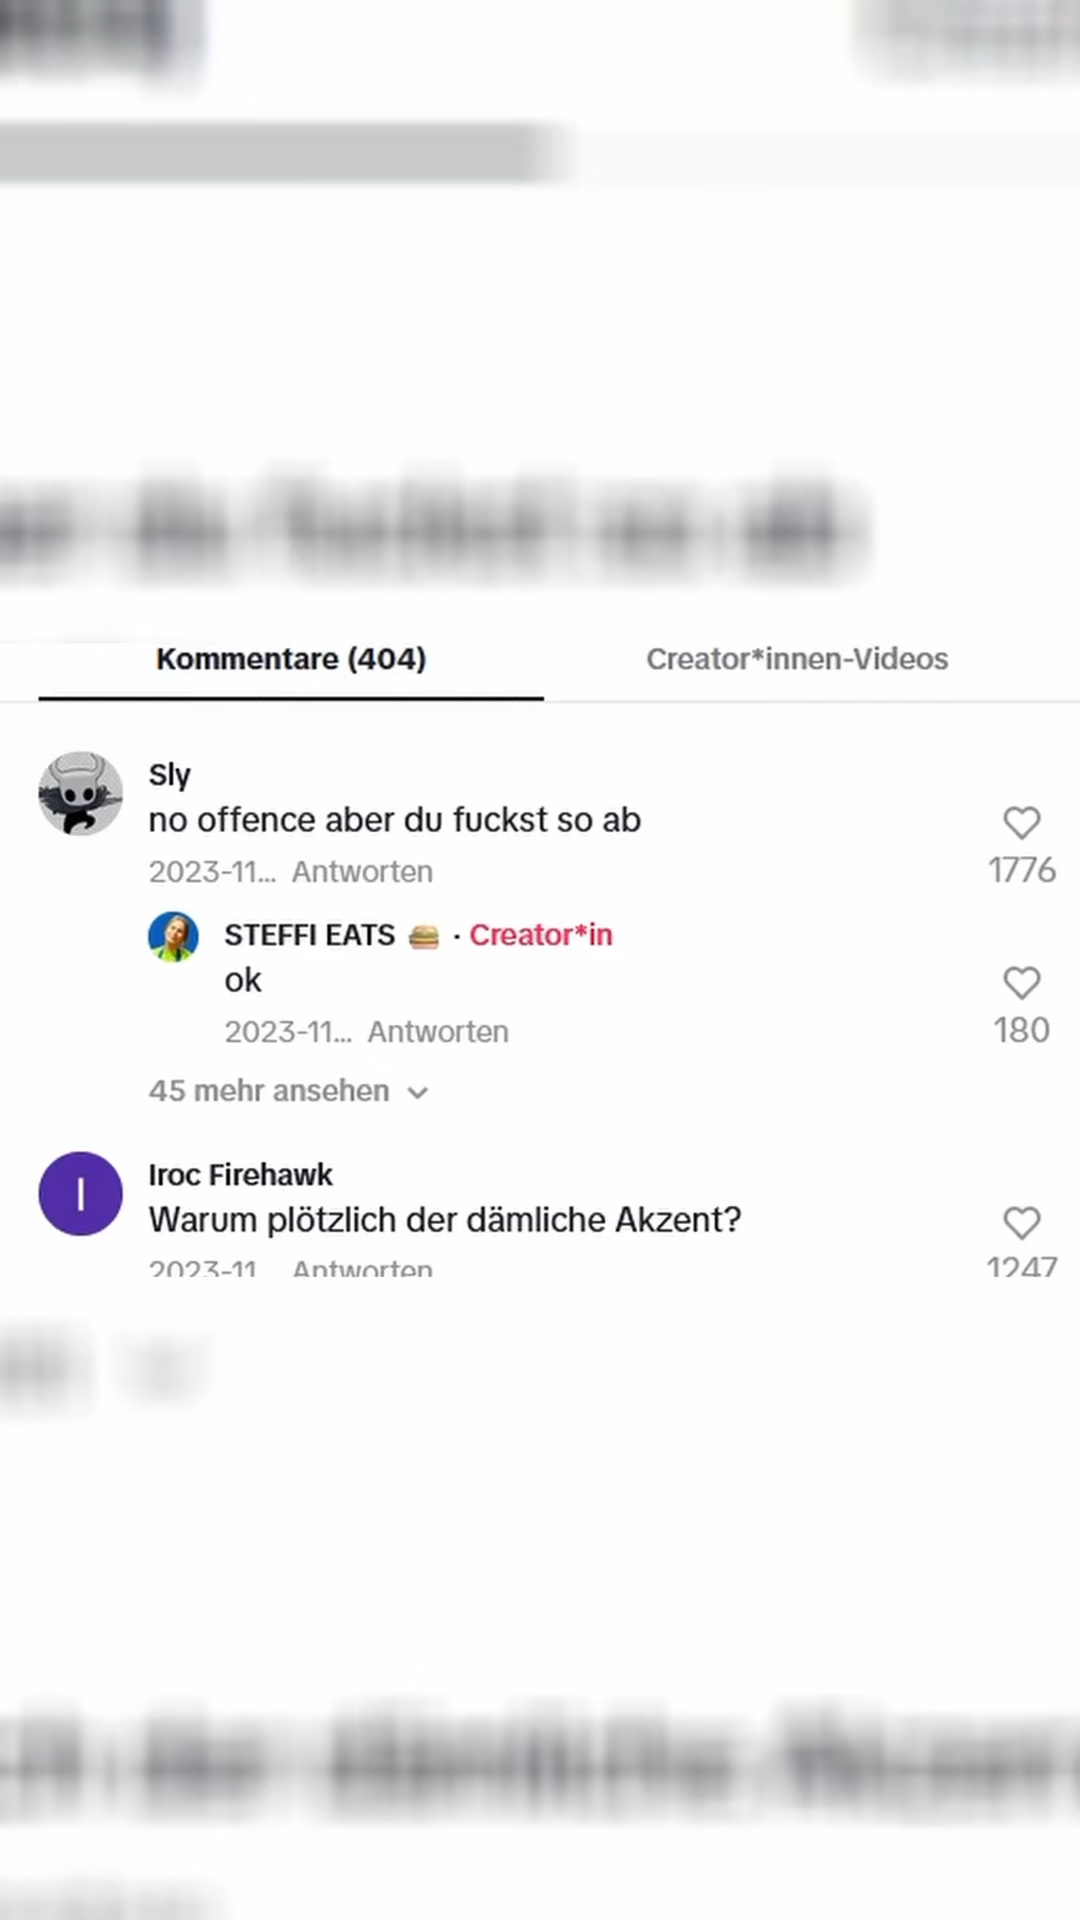 Kommentare (404)
Creator*innen-Videos
Sly
no offence aber du fuckst so ab
2023-11... Antworten
1776
STEFFI EATS 🍔 · Creator*in
ok
2023-11... Antworten
180
45 mehr ansehen
I
Iroc Firehawk
Warum plötzlich der dämliche Akzent?
2023-11 Antworten
1247